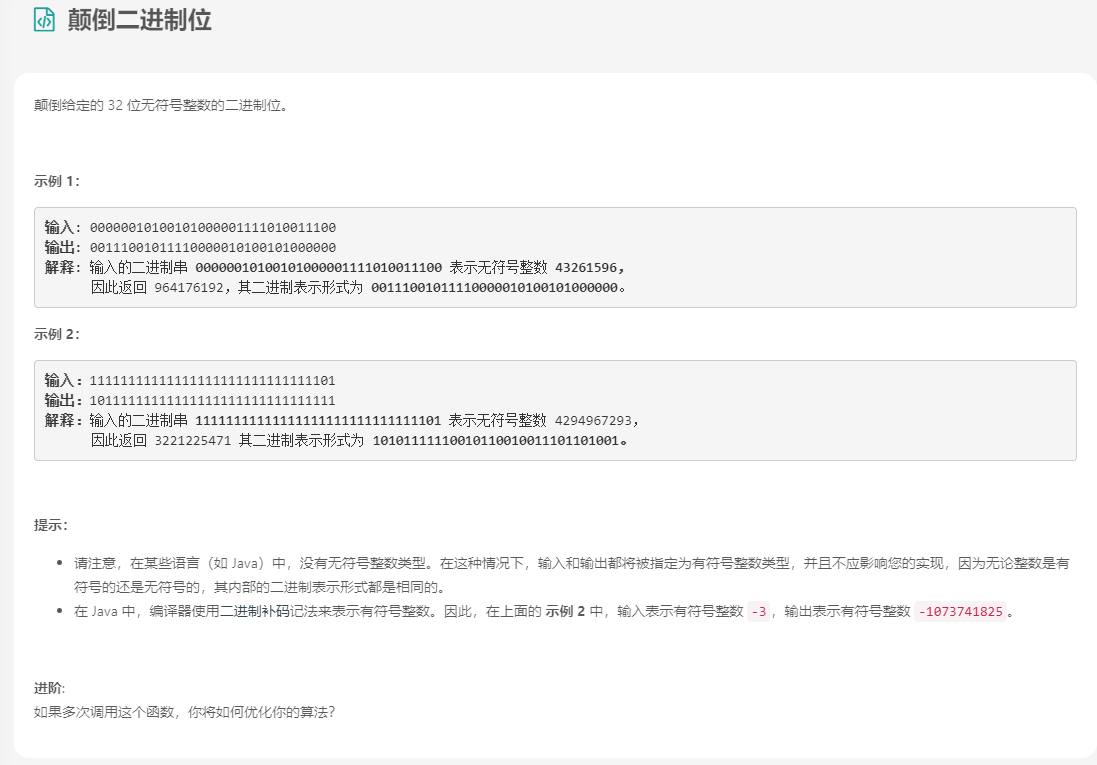 颠倒二进制位
颠倒给定的 32 位无符号整数的二进制位。
示例 1：
输入: 00000010100101000001111010011100
输出: 00111001011110000010100101000000
解释: 输入的二进制串 00000010100101000001111010011100 表示无符号整数 43261596，
因此返回 964176192，其二进制表示形式为 00111001011110000010100101000000。
示例 2：
输入：11111111111111111111111111111101
输出：10111111111111111111111111111111
解释：输入的二进制串 11111111111111111111111111111101 表示无符号整数 4294967293，
因此返回 3221225471 其二进制表示形式为 10101111110010110010011101101001。
提示：
请注意，在某些语言（如 Java）中，没有无符号整数类型。在这种情况下，输入和输出都将被指定为有符号整数类型，并且不应影响您的实现，因为无论整数是有
符号的还是无符号的，其内部的二进制表示形式都是相同的。
在 Java 中，编译器使用二进制补码记法来表示有符号整数。因此，在上面的 示例 2 中，输入表示有符号整数 -3，输出表示有符号整数 -1073741825。
进阶:
如果多次调用这个函数，你将如何优化你的算法？